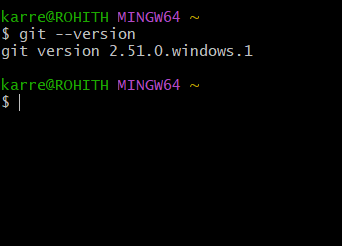 karre@ROHITH MINGW64 ~
$ git --version
git version 2.51.0.windows.1
karre@ROHITH MINGW64 ~
$